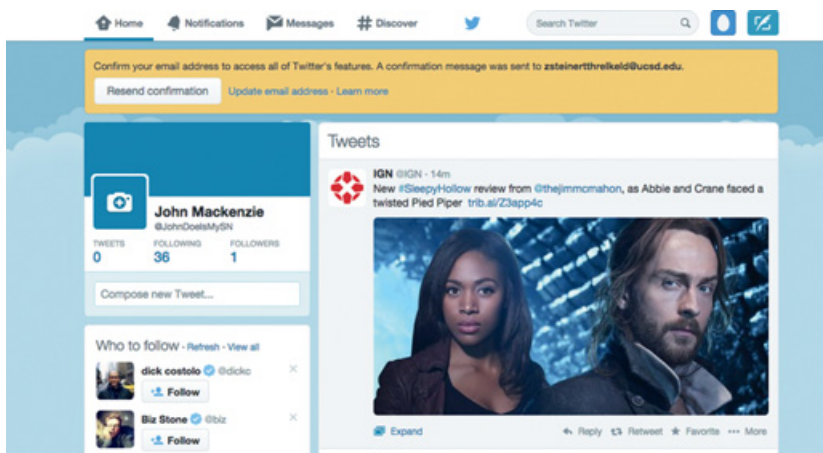 Home Notifications Messages # Discover Search Twitter
Confirm your email address to access all of Twitter's features. A confirmation message was sent to zsteinertthrelkeld@ucsd.edu.
Resend confirmation Update email address · Learn more
Tweets
IGN @IGN · 14m
New #SleepyHollow review from @thejimmcmahon, as Abbie and Crane faced a
twisted Pied Piper trib.al/Z3app4c
John Mackenzie
@JohnDoeIsMySN
TWEETS FOLLOWING FOLLOWERS
0 36 1
Compose new Tweet...
Who to follow · Refresh · View all
dick costolo @dickc
Follow
Biz Stone @biz
Follow
Expand Reply Retweet Favorite More